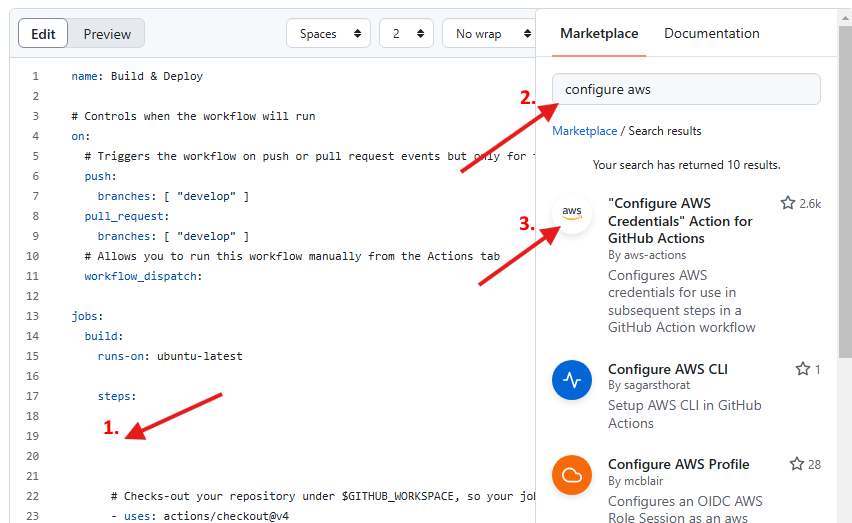 Edit
Preview
Spaces
2
No wrap
1 name: Build & Deploy
2
3 # Controls when the workflow will run
4 on:
5 # Triggers the workflow on push or pull request events but only for
6 push:
7 branches: [ "develop" ]
8 pull_request:
9 branches: [ "develop" ]
10 # Allows you to run this workflow manually from the Actions tab
11 workflow_dispatch:
12
13 jobs:
14 build:
15 runs-on: ubuntu-latest
16
17 steps:
18
19
20
21
22 # Checks-out your repository under $GITHUB_WORKSPACE, so your
23 - uses: actions/checkout@v4
1.
Marketplace
Documentation
2.
configure aws
Marketplace / Search results
Your search has returned 10 results.
3.
aws
"Configure AWS
Credentials" Action for
GitHub Actions
2.6k
By aws-actions
Configures AWS
credentials for use in
subsequent steps in a
GitHub Action workflow
Configure AWS CLI
1
By sagarsthorat
Setup AWS CLI in GitHub
Actions
Configure AWS Profile
28
By mcblair
Configures an OIDC AWS
Role Session as an aws